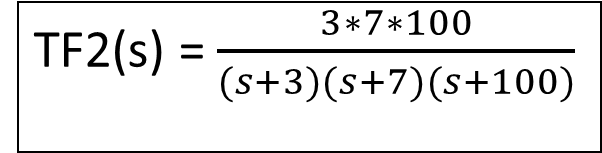 TF2(s) = 3*7*100 / (s+3)(s+7)(s+100)